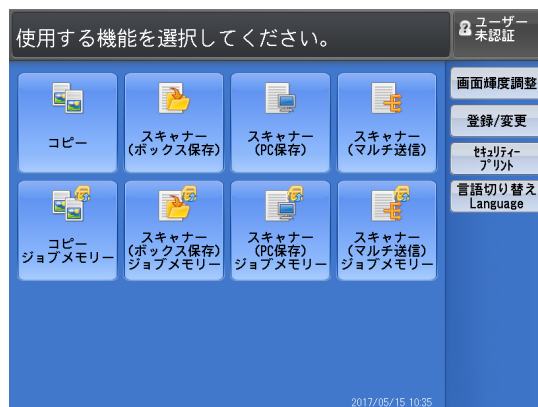 使用する機能を選択してください。
ユーザー
未認証
コピー
スキャナー
(ボックス保存)
スキャナー
(PC保存)
スキャナー
(マルチ送信)
コピー
ジョブメモリー
スキャナー
(ボックス保存)
ジョブメモリー
スキャナー
(PC保存)
ジョブメモリー
スキャナー
(マルチ送信)
ジョブメモリー
画面輝度調整
登録/変更
セキュリティー
プリント
言語切り替え
Language
2017/05/15 10:35